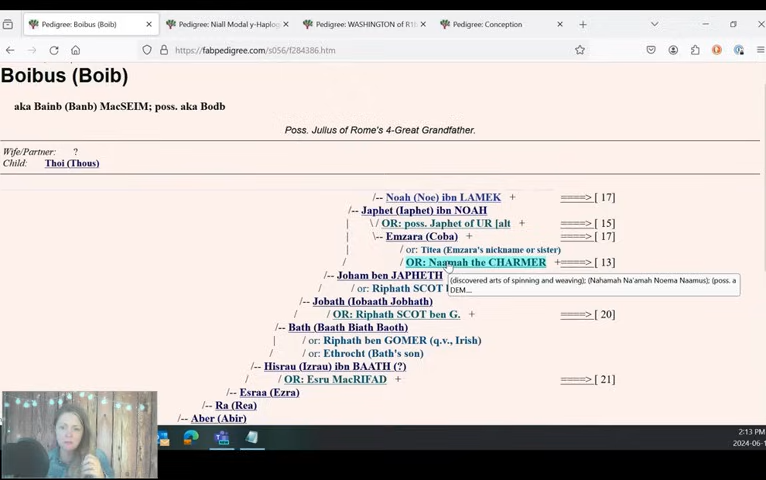 Pedigree: Boibus (Boib)
Pedigree: Niall Modal y-Haplog
Pedigree: WASHINGTON of R1b
Pedigree: Conception
https://fabpedigree.com/s056/f284386.htm
Boibus (Boib)
aka Bainb (Banb) MacSEIM; poss. aka Bodb
Poss. Julius of Rome's 4-Great Grandfather.
Wife/Partner: ?
Child: Thoi (Thous)
/-- Noah (Noe) ibn LAMEK + ====> [ 17]
/-- Japhet (Iaphet) ibn NOAH
| \ / OR: poss. Japhet of UR [alt ====> [ 15]
| \-- Emzara (Coba) + ====> [ 17]
| / or: Titea (Emzara's nickname or sister)
/ / OR: Naamah the CHARMER + ====> [ 13]
/-- Joham ben JAPHETH
(discovered arts of spinning and weaving); (Nahamah Na'amah Noema Naamus); (poss. a
/ / or: Riphath SCOT
DEM....
/-- Jobath (Iobaath Jobhath)
/ / OR: Riphath SCOT ben G. + ====> [ 20]
/-- Bath (Baath Biath Baoth)
| / or: Riphath ben GOMER (q.v., Irish)
/ / or: Ethrocht (Bath's son)
/-- Hisrau (Izrau) ibn BAATH (?)
/ / OR: Esru MacRIFAD + ====> [ 21]
/-- Esraa (Ezra)
/-- Ra (Rea)
/-- Aber (Abir)
2:13 PM